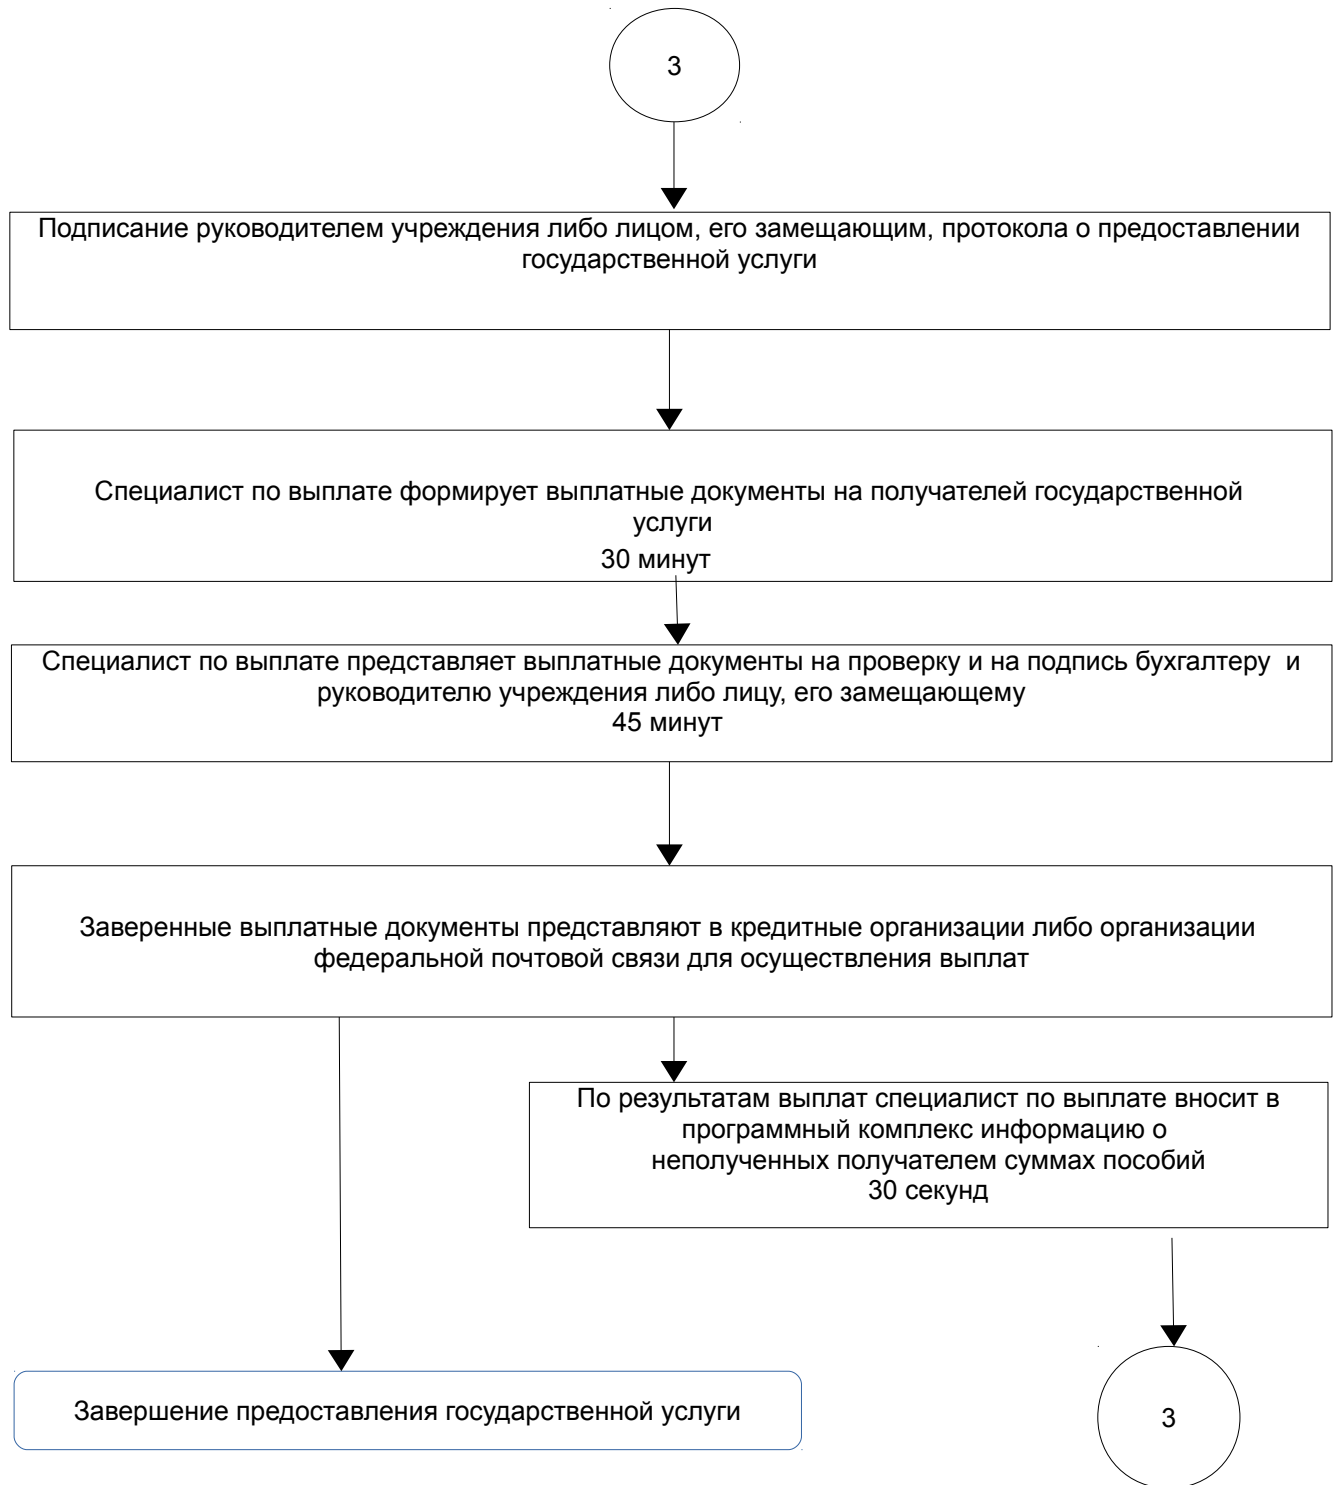 3
Подписание руководителем учреждения либо лицом, его замещающим, протокола о предоставлении
государственной услуги
Специалист по выплате формирует выплатные документы на получателей государственной
услуги
30 минут
Специалист по выплате представляет выплатные документы на проверку и на подпись бухгалтеру  и
руководителю учреждения либо лицу, его замещающему
45 минут
Заверенные выплатные документы представляют в кредитные организации либо организации
федеральной почтовой связи для осуществления выплат
По результатам выплат специалист по выплате вносит в
программный комплекс информацию о
неполученных получателем суммах пособий
30 секунд
Завершение предоставления государственной услуги
3